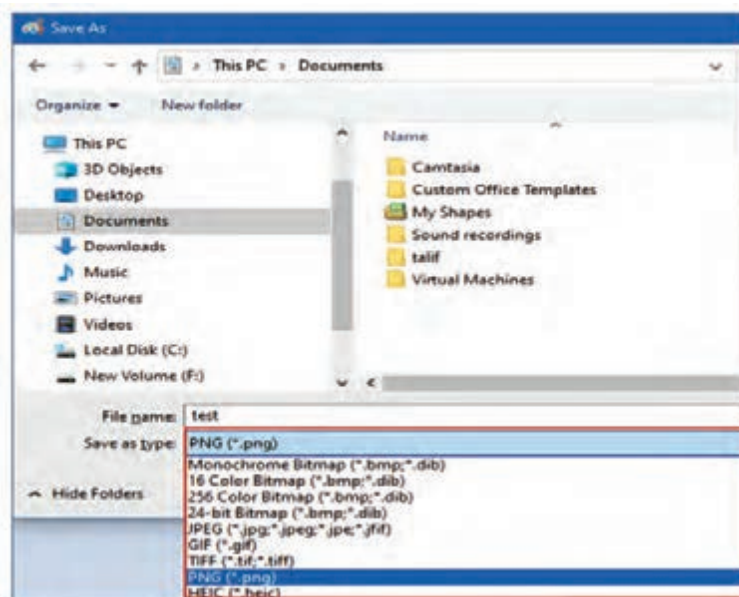 Save As
This PC › Documents
Organize
New folder
This PC
3D Objects
Desktop
Documents
Downloads
Music
Pictures
Videos
Local Disk (C:)
New Volume (F:)
Name
Camtasia
Custom Office Templates
My Shapes
Sound recordings
talif
Virtual Machines
File name: test
Save as type: PNG (*.png)
Monochrome Bitmap (*.bmp;*.dib)
16 Color Bitmap (*.bmp;*.dib)
256 Color Bitmap (*.bmp;*.dib)
24-bit Bitmap (*.bmp;*.dib)
JPEG (*.jpg;*.jpeg;*.jpe;*.jfif)
GIF (*.gif)
TIFF (*.tif;*.tiff)
PNG (*.png)
HEIC (*.heic)
Hide Folders